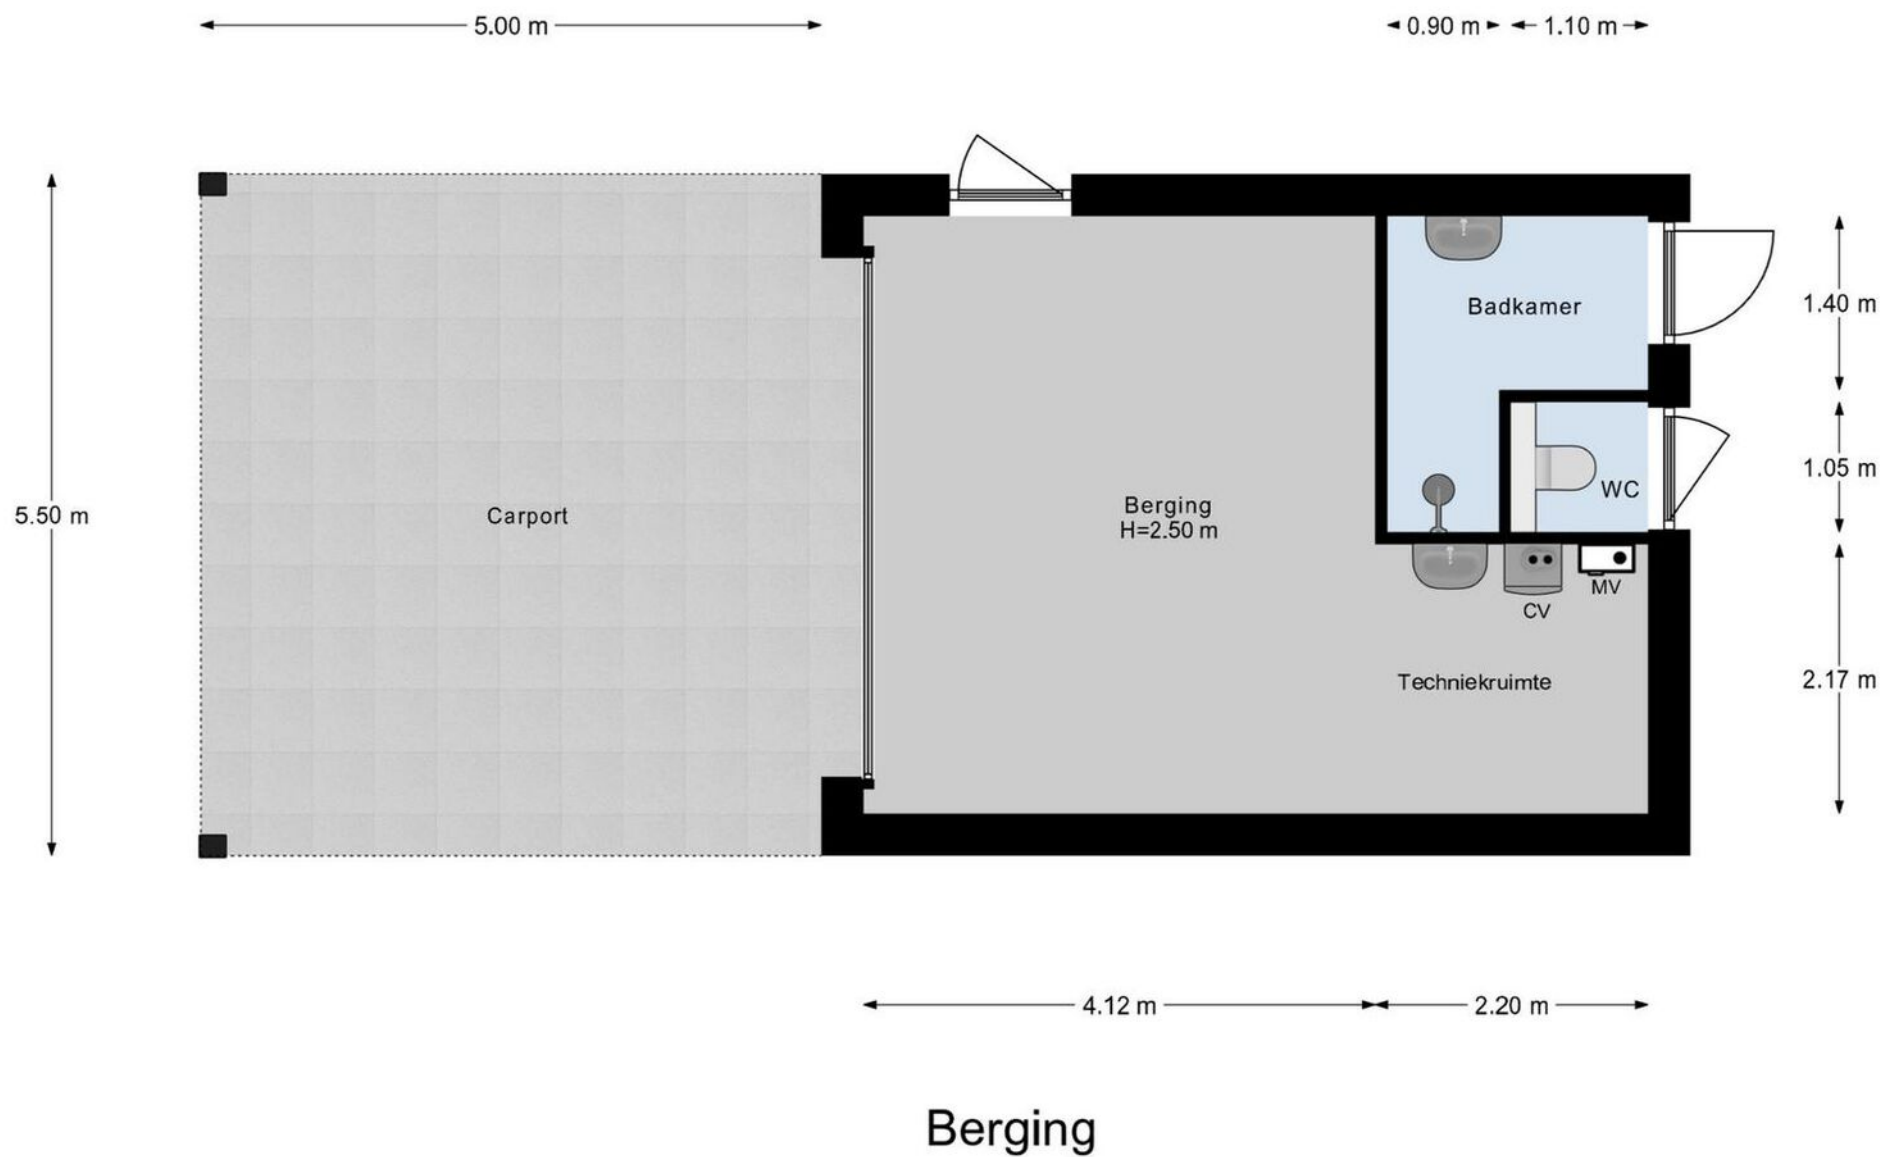 5.00 m
0.90 m
1.10 m
Badkamer
1.40 m
1.05 m
WC
5.50 m
Carport
Berging
H=2.50 m
MV
CV
Techniekruimte
2.17 m
4.12 m
2.20 m
Berging